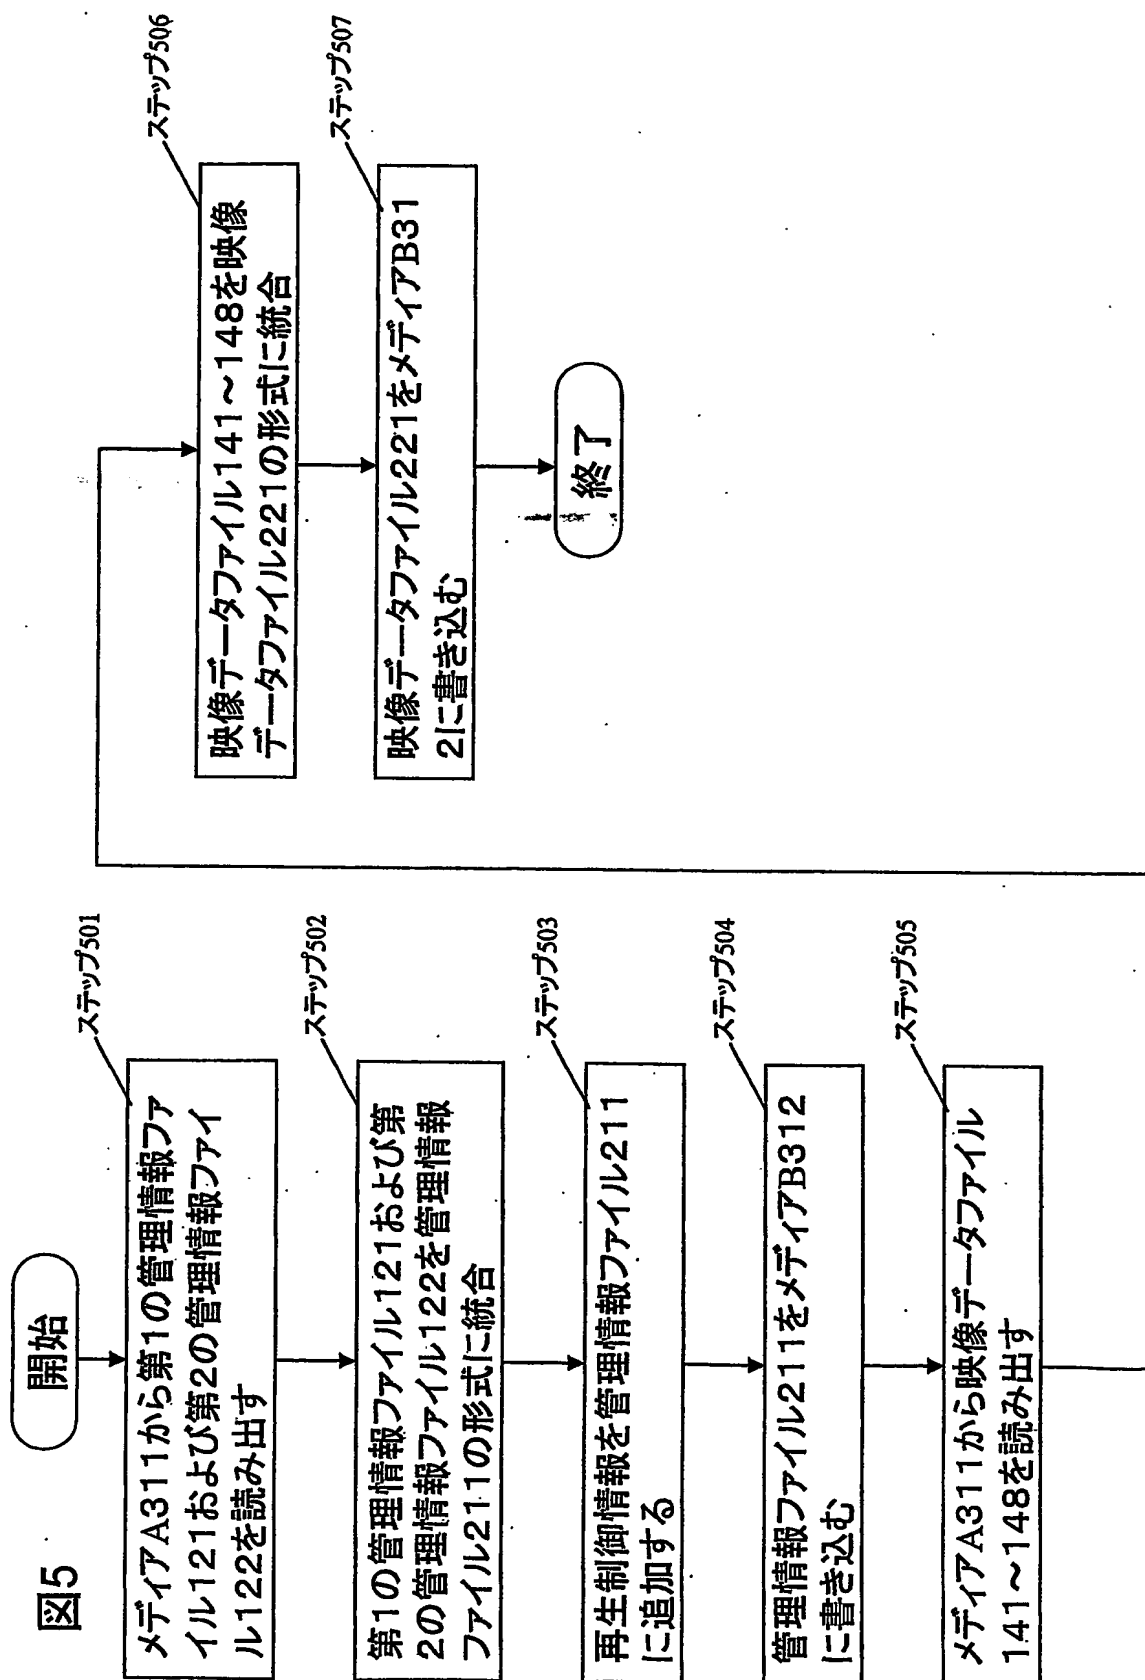 図5
開始
ステップ501
メディアA311から第1の管理情報ファ
イル121および第2の管理情報ファイ
ル122を読み出す
ステップ502
第1の管理情報ファイル121および第
2の管理情報ファイル122を管理情報
ファイル211の形式に統合
ステップ503
再生制御情報を管理情報ファイル211
に追加する
ステップ504
管理情報ファイル211をメディアB312
に書き込む
ステップ505
メディアA311から映像データファイル
141~148を読み出す
ステップ506
映像データファイル141~148を映像
データファイル221の形式に統合
ステップ507
映像データファイル221をメディアB31
2に書き込む
終了